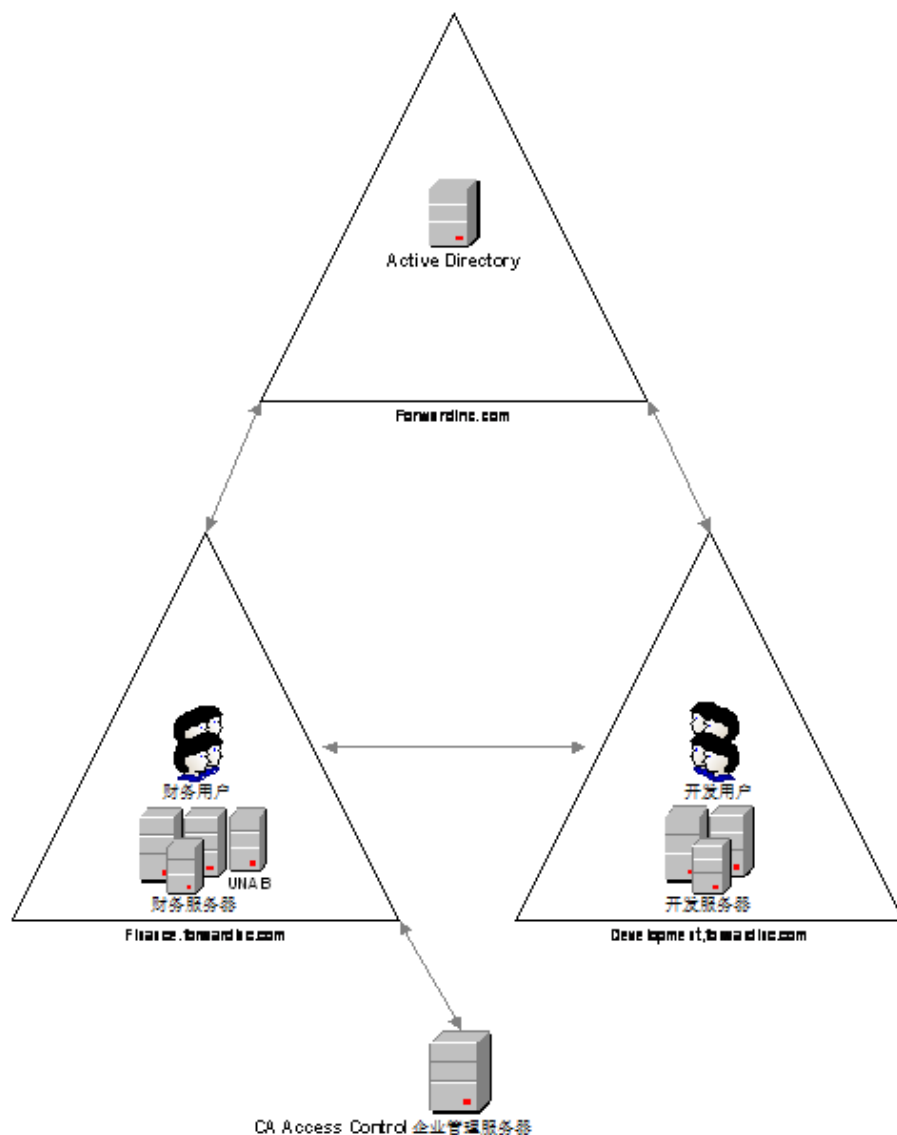 Active Directory
Forwardinc.com
财务用户
开发用户
UNAB
财务服务器
开发服务器
Finance.forwardinc.com
Development,forwardinc.com
CA Access Control 企业管理服务器